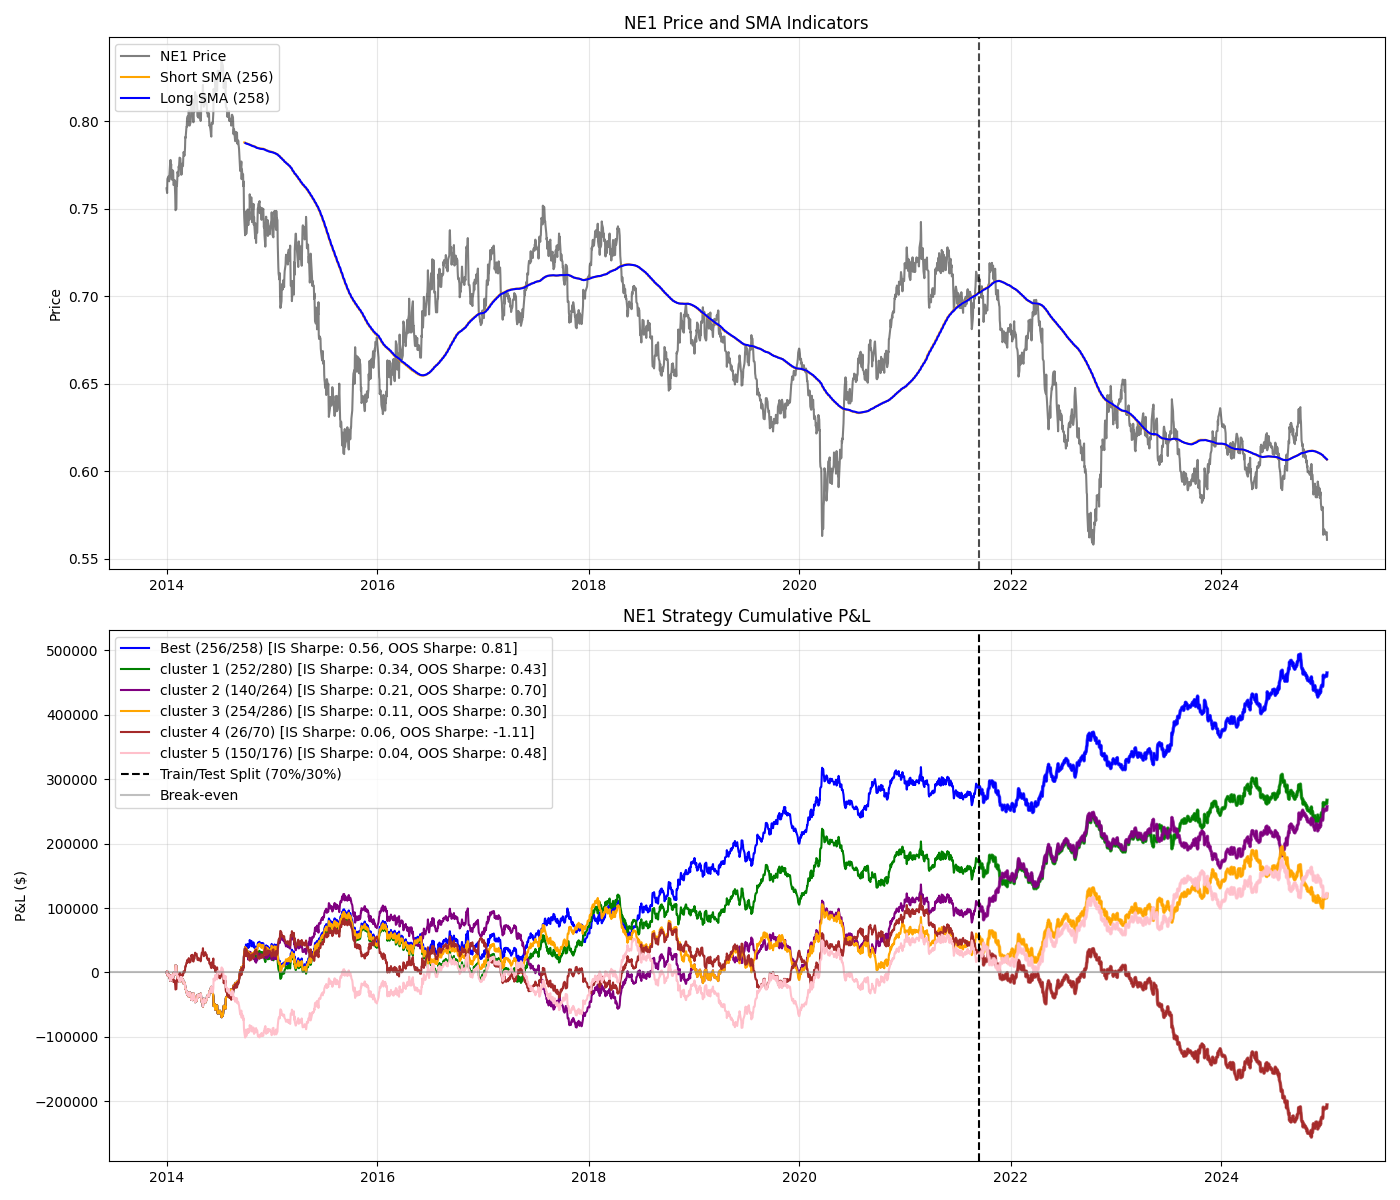 NE1 Price and SMA Indicators
NE1 Price
Short SMA (256)
Long SMA (258)
Price
0.80
0.75
0.70
0.65
0.60
0.55
2014
2016
2018
2020
2022
2024
NE1 Strategy Cumulative P&L
Best (256/258) [IS Sharpe: 0.56, OOS Sharpe: 0.81]
cluster 1 (252/280) [IS Sharpe: 0.34, OOS Sharpe: 0.43]
cluster 2 (140/264) [IS Sharpe: 0.21, OOS Sharpe: 0.70]
cluster 3 (254/286) [IS Sharpe: 0.11, OOS Sharpe: 0.30]
cluster 4 (26/70) [IS Sharpe: 0.06, OOS Sharpe: -1.11]
cluster 5 (150/176) [IS Sharpe: 0.04, OOS Sharpe: 0.48]
Train/Test Split (70%/30%)
Break-even
P&L ($)
500000
400000
300000
200000
100000
0
−100000
−200000
2014
2016
2018
2020
2022
2024